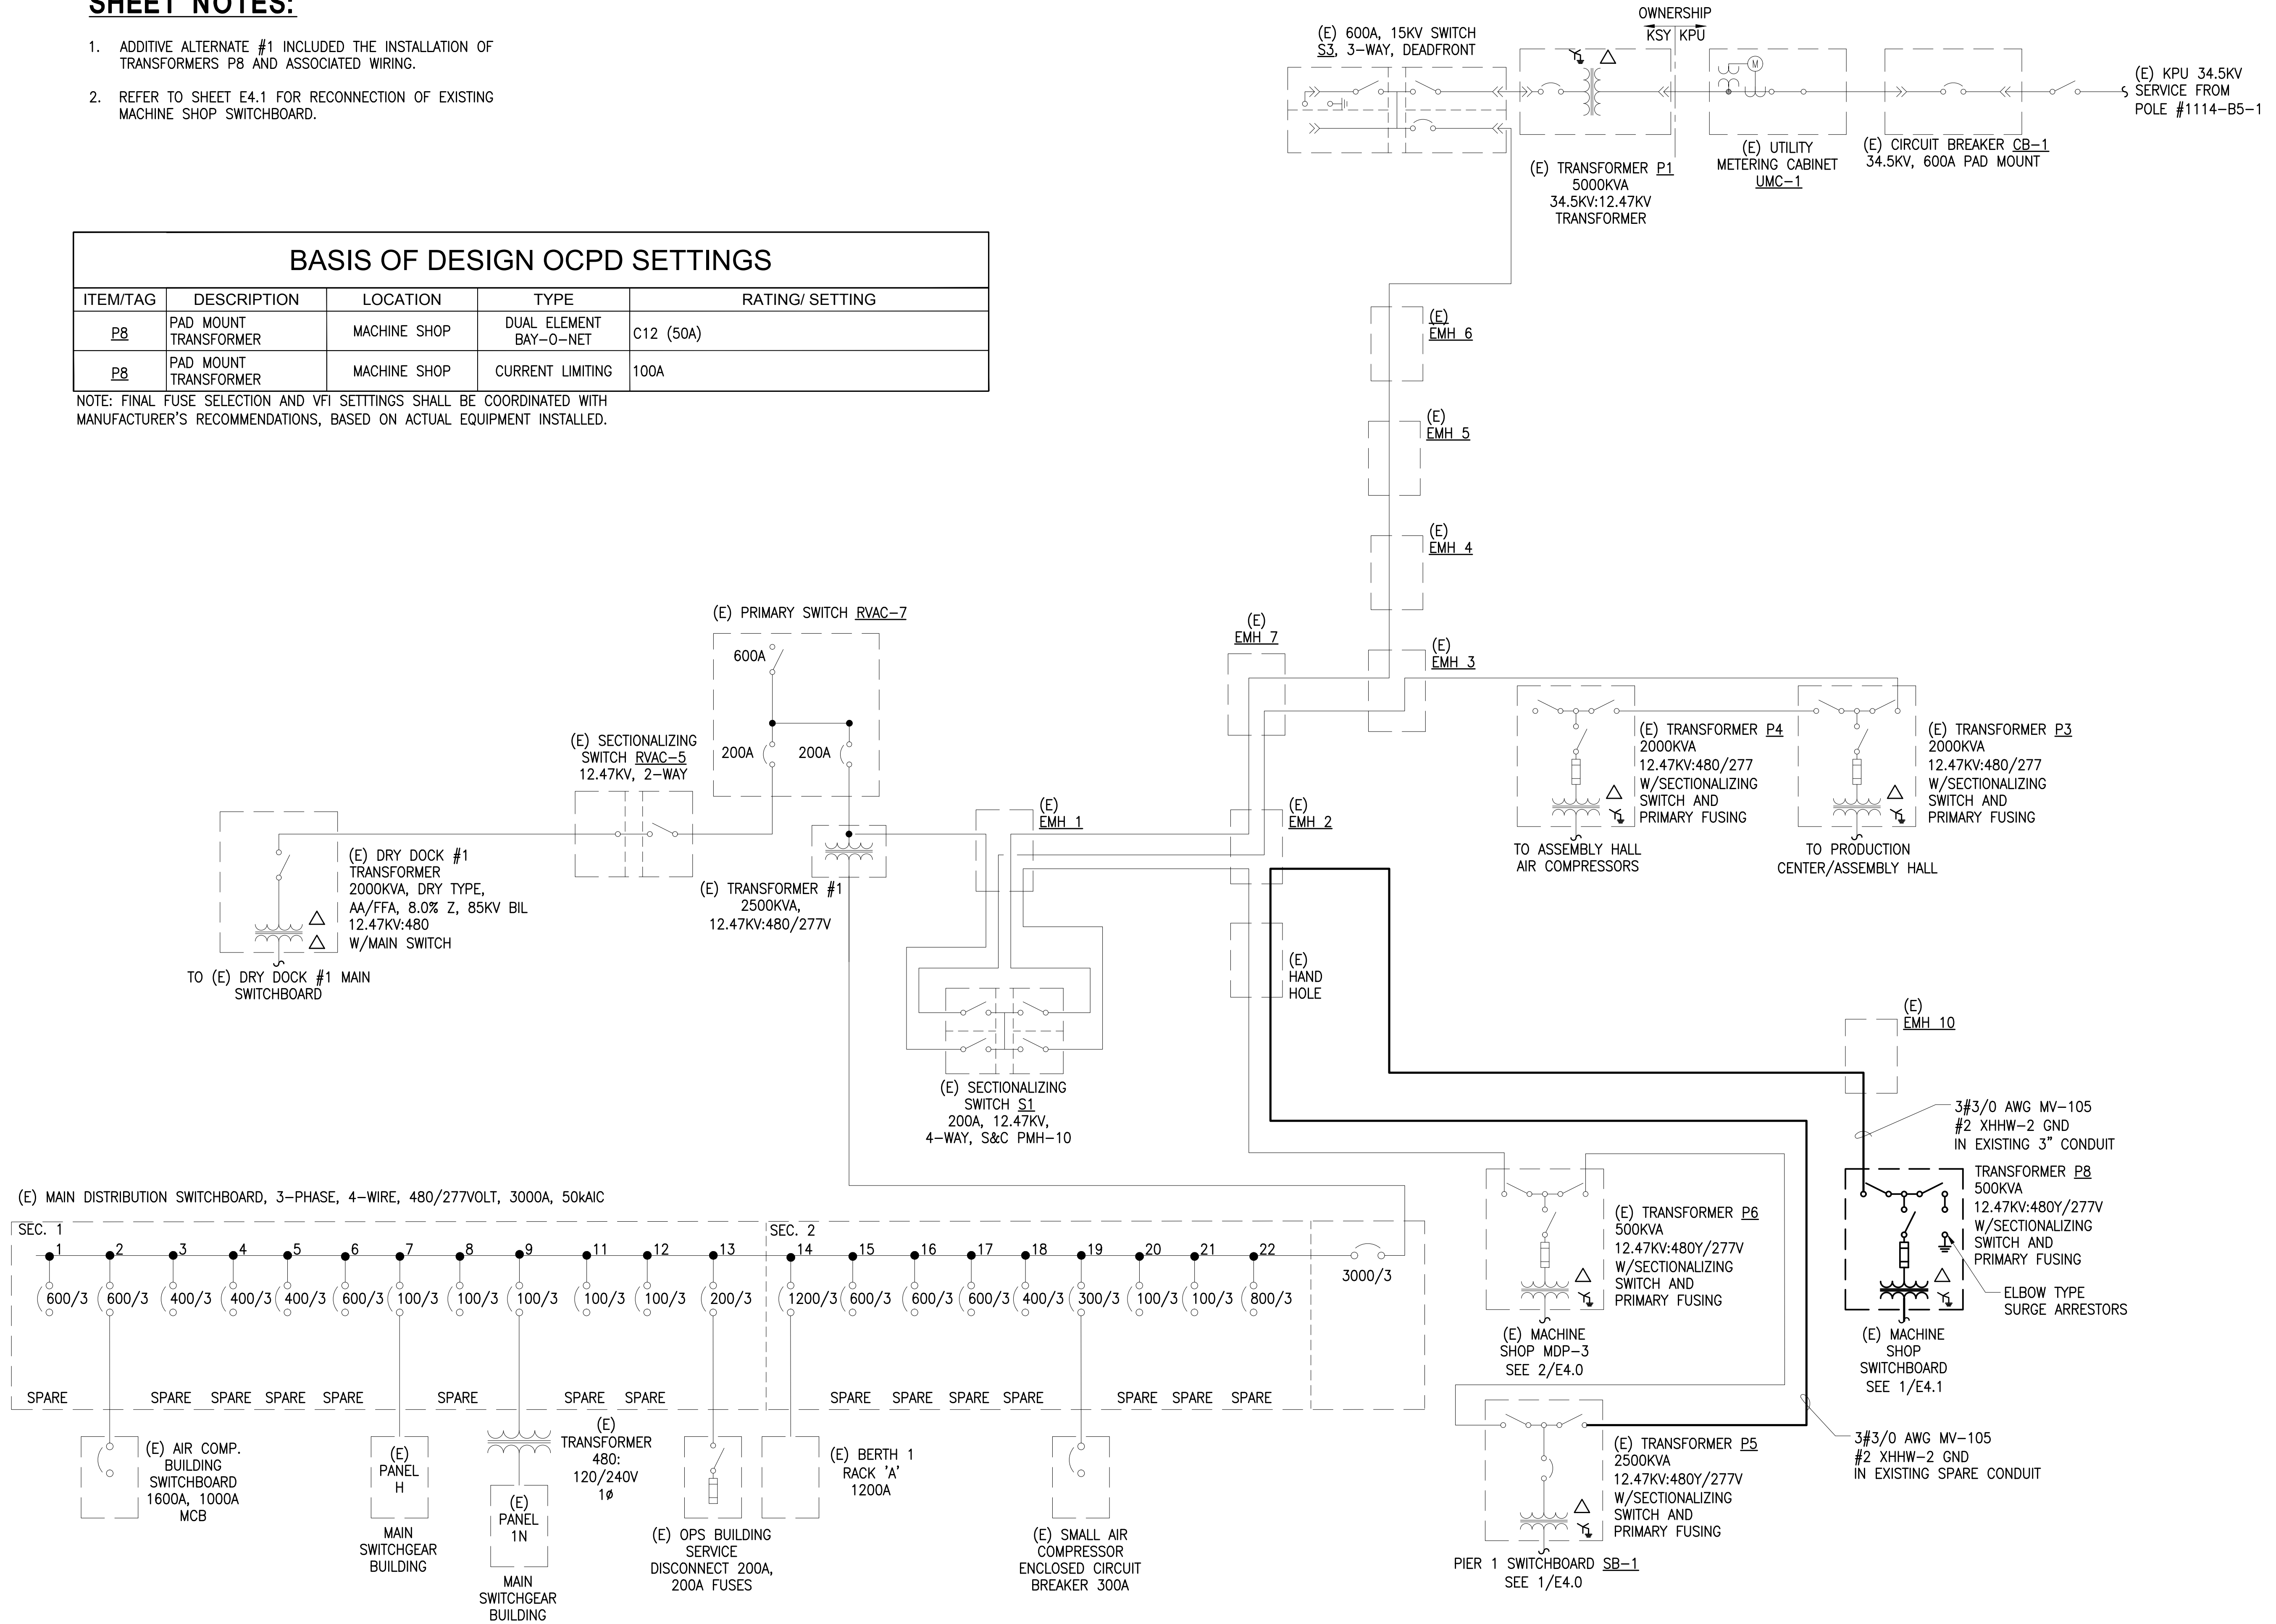 SHEET NOTES:
1. ADDITIVE ALTERNATE #1 INCLUDED THE INSTALLATION OF
TRANSFORMERS P8 AND ASSOCIATED WIRING.
2. REFER TO SHEET E4.1 FOR RECONNECTION OF EXISTING
MACHINE SHOP SWITCHBOARD.
BASIS OF DESIGN OCPD SETTINGS
ITEM/TAG DESCRIPTION LOCATION TYPE RATING/ SETTING
P8 PAD MOUNT TRANSFORMER MACHINE SHOP DUAL ELEMENT BAY-O-NET C12 (50A)
P8 PAD MOUNT TRANSFORMER MACHINE SHOP CURRENT LIMITING 100A
NOTE: FINAL FUSE SELECTION AND VFI SETTTINGS SHALL BE COORDINATED WITH
MANUFACTURER'S RECOMMENDATIONS, BASED ON ACTUAL EQUIPMENT INSTALLED.
(E) 600A, 15KV SWITCH
S3, 3-WAY, DEADFRONT
OWNERSHIP
KSY KPU
M
(E) TRANSFORMER P1
5000KVA
34.5KV:12.47KV
TRANSFORMER
(E) UTILITY
METERING CABINET
UMC-1
(E) CIRCUIT BREAKER CB-1
34.5KV, 600A PAD MOUNT
(E) KPU 34.5KV
SERVICE FROM
POLE #1114-B5-1
(E)
EMH 6
(E)
EMH 5
(E)
EMH 4
(E)
EMH 3
(E)
EMH 7
(E) PRIMARY SWITCH RVAC-7
600A
200A
200A
(E) SECTIONALIZING
SWITCH RVAC-5
12.47KV, 2-WAY
(E) DRY DOCK #1
TRANSFORMER
2000KVA, DRY TYPE,
AA/FFA, 8.0% Z, 85KV BIL
12.47KV:480
W/MAIN SWITCH
TO (E) DRY DOCK #1 MAIN
SWITCHBOARD
(E) TRANSFORMER #1
2500KVA,
12.47KV:480/277V
(E)
EMH 1
(E)
EMH 2
(E)
HAND
HOLE
(E) SECTIONALIZING
SWITCH S1
200A, 12.47KV,
4-WAY, S&C PMH-10
(E) TRANSFORMER P4
2000KVA
12.47KV:480/277
W/SECTIONALIZING
SWITCH AND
PRIMARY FUSING
TO ASSEMBLY HALL
AIR COMPRESSORS
(E) TRANSFORMER P3
2000KVA
12.47KV:480/277
W/SECTIONALIZING
SWITCH AND
PRIMARY FUSING
TO PRODUCTION
CENTER/ASSEMBLY HALL
(E)
EMH 10
3#3/0 AWG MV-105
#2 XHHW-2 GND
IN EXISTING 3" CONDUIT
TRANSFORMER P8
500KVA
12.47KV:480Y/277V
W/SECTIONALIZING
SWITCH AND
PRIMARY FUSING
ELBOW TYPE
SURGE ARRESTORS
(E) MACHINE
SHOP
SWITCHBOARD
SEE 1/E4.1
(E) TRANSFORMER P6
500KVA
12.47KV:480Y/277V
W/SECTIONALIZING
SWITCH AND
PRIMARY FUSING
(E) MACHINE
SHOP MDP-3
SEE 2/E4.0
(E) TRANSFORMER P5
2500KVA
12.47KV:480Y/277V
W/SECTIONALIZING
SWITCH AND
PRIMARY FUSING
PIER 1 SWITCHBOARD SB-1
SEE 1/E4.0
3#3/0 AWG MV-105
#2 XHHW-2 GND
IN EXISTING SPARE CONDUIT
(E) MAIN DISTRIBUTION SWITCHBOARD, 3-PHASE, 4-WIRE, 480/277VOLT, 3000A, 50kAIC
SEC. 1 SEC. 2
1 2 3 4 5 6 7 8 9 11 12 13 14 15 16 17 18 19 20 21 22
3000/3
600/3 600/3 400/3 400/3 400/3 600/3 100/3 100/3 100/3 100/3 100/3 200/3 1200/3 600/3 600/3 600/3 400/3 300/3 100/3 100/3 800/3
SPARE SPARE SPARE SPARE SPARE SPARE SPARE SPARE SPARE SPARE SPARE SPARE SPARE SPARE SPARE
(E) AIR COMP.
BUILDING
SWITCHBOARD
1600A, 1000A
MCB
(E)
PANEL
H
MAIN
SWITCHGEAR
BUILDING
(E)
TRANSFORMER
480:
120/240V
1ø
(E)
PANEL
1N
MAIN
SWITCHGEAR
BUILDING
(E) OPS BUILDING
SERVICE
DISCONNECT 200A,
200A FUSES
(E) BERTH 1
RACK 'A'
1200A
(E) SMALL AIR
COMPRESSOR
ENCLOSED CIRCUIT
BREAKER 300A